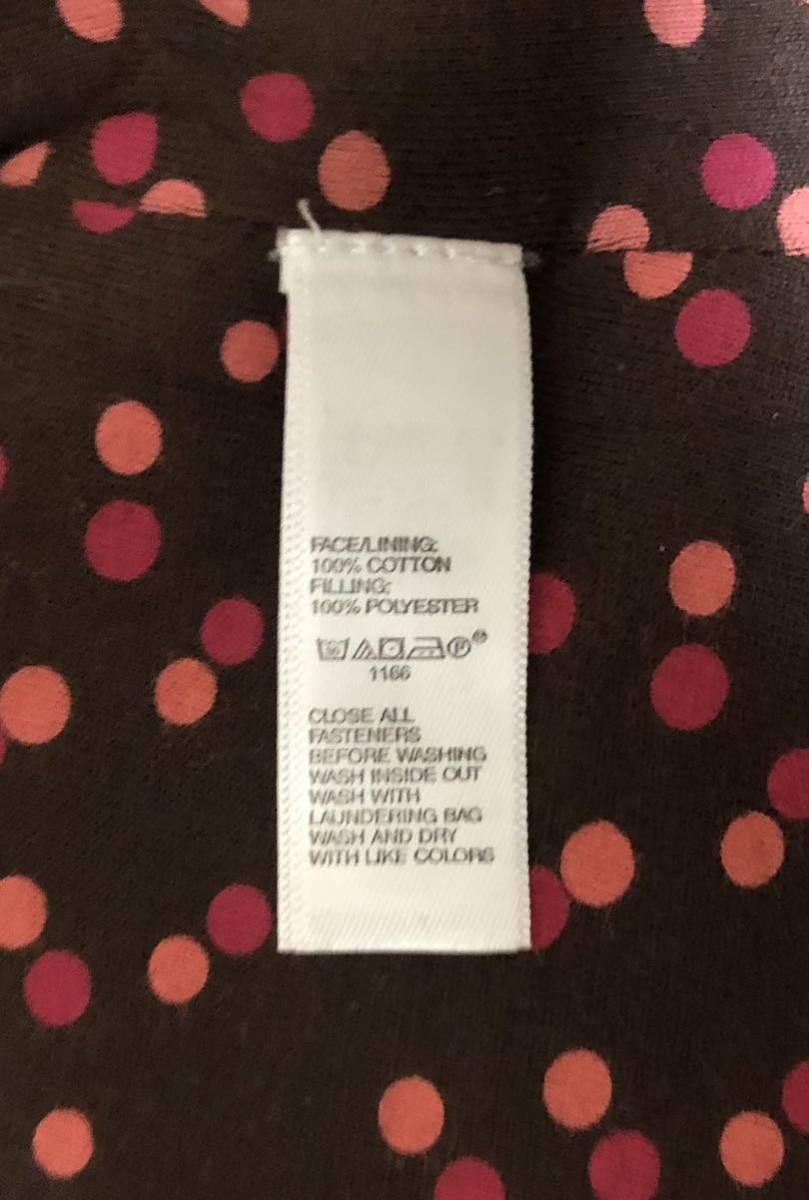 FACE/LINING:
100% COTTON
FILLING:
100% POLYESTER
1166
CLOSE ALL
FASTENERS
BEFORE WASHING
WASH INSIDE OUT
WASH WITH
LAUNDERING BAG
WASH AND DRY
WITH LIKE COLORS